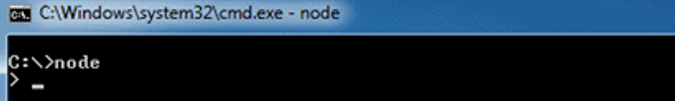 C:\Windows\system32\cmd.exe - node
C:\>node
> _